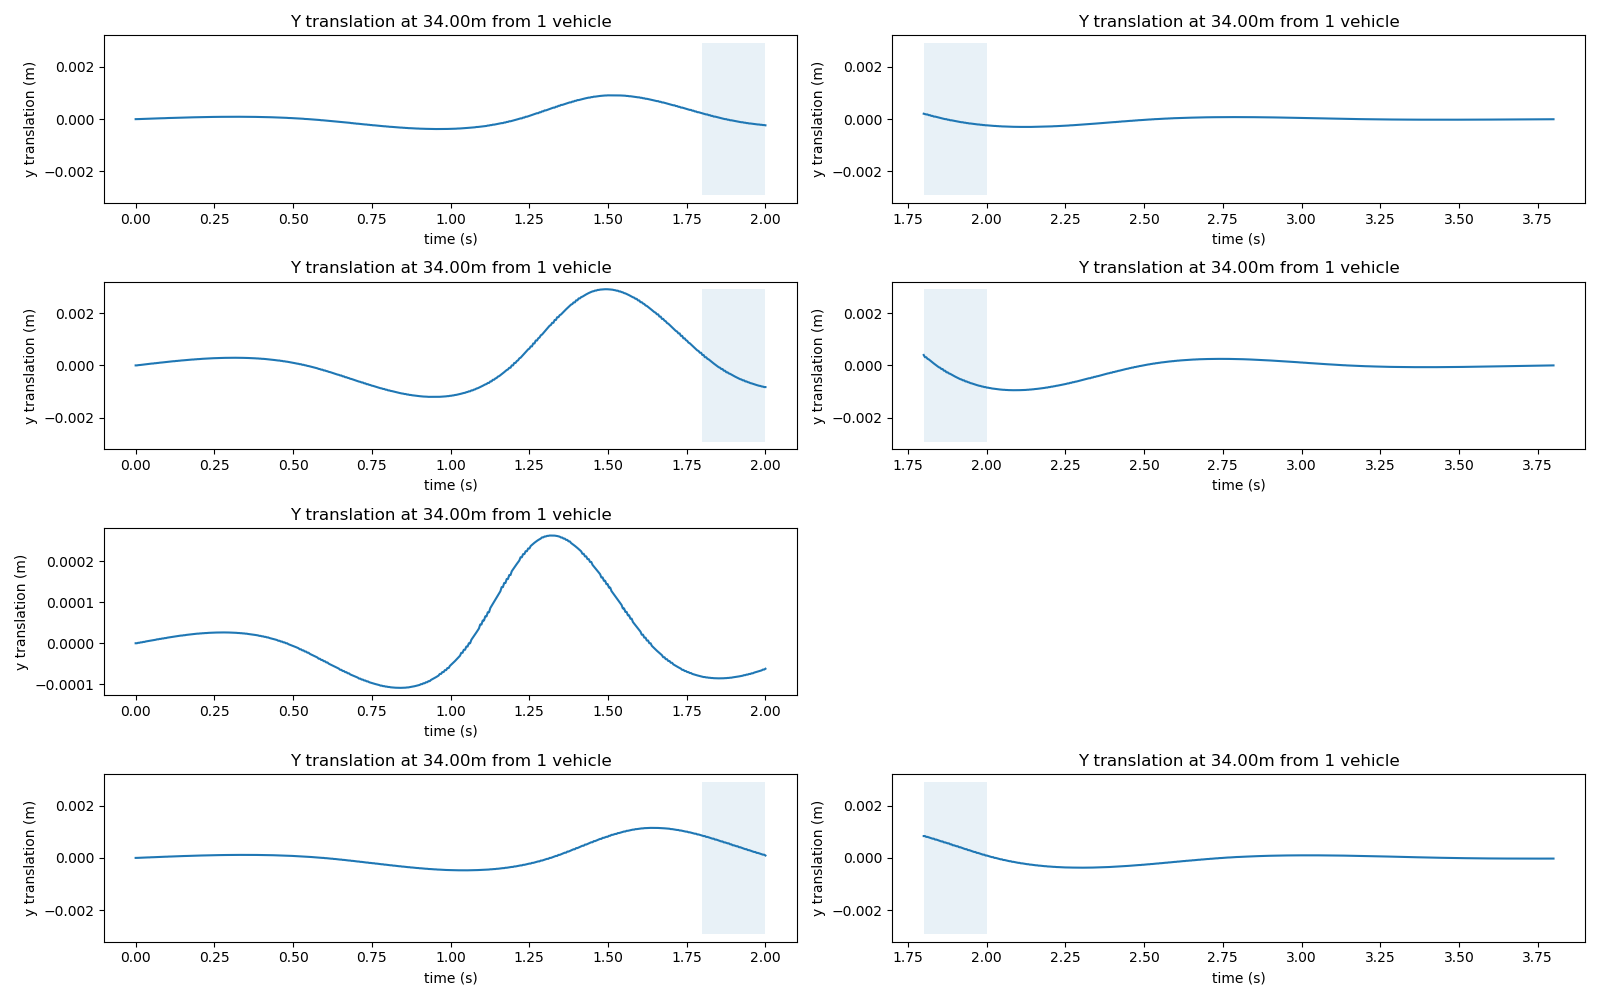 Y translation at 34.00m from 1 vehicle
y translation (m)
0.002
0.000
−0.002
0.00 0.25 0.50 0.75 1.00 1.25 1.50 1.75 2.00
time (s)
Y translation at 34.00m from 1 vehicle
y translation (m)
0.002
0.000
−0.002
1.75 2.00 2.25 2.50 2.75 3.00 3.25 3.50 3.75
time (s)
Y translation at 34.00m from 1 vehicle
y translation (m)
0.002
0.000
−0.002
0.00 0.25 0.50 0.75 1.00 1.25 1.50 1.75 2.00
time (s)
Y translation at 34.00m from 1 vehicle
y translation (m)
0.002
0.000
−0.002
1.75 2.00 2.25 2.50 2.75 3.00 3.25 3.50 3.75
time (s)
Y translation at 34.00m from 1 vehicle
y translation (m)
0.0002
0.0001
0.0000
−0.0001
0.00 0.25 0.50 0.75 1.00 1.25 1.50 1.75 2.00
time (s)
Y translation at 34.00m from 1 vehicle
y translation (m)
0.002
0.000
−0.002
0.00 0.25 0.50 0.75 1.00 1.25 1.50 1.75 2.00
time (s)
Y translation at 34.00m from 1 vehicle
y translation (m)
0.002
0.000
−0.002
1.75 2.00 2.25 2.50 2.75 3.00 3.25 3.50 3.75
time (s)